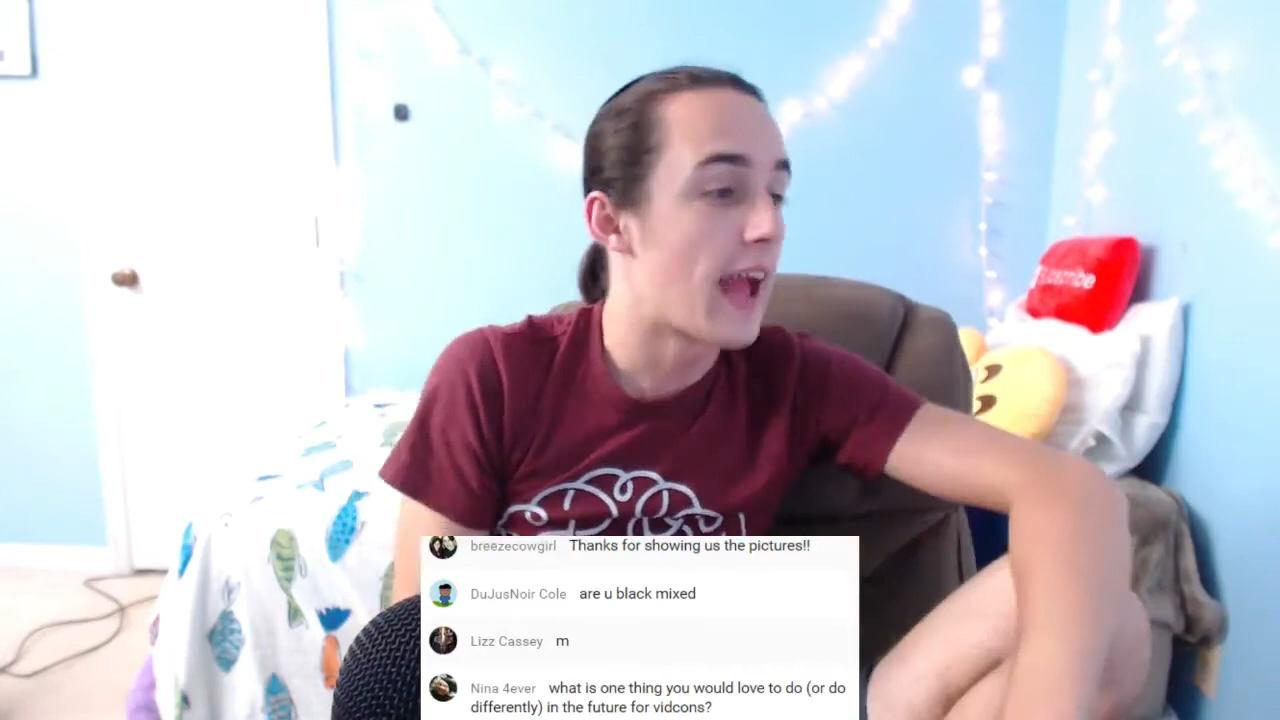 Subscribe
breezecowgirl Thanks for showing us the pictures!!
DuJusNoir Cole are u black mixed
Lizz Cassey m
Nina 4ever what is one thing you would love to do (or do
differently) in the future for vidcons?